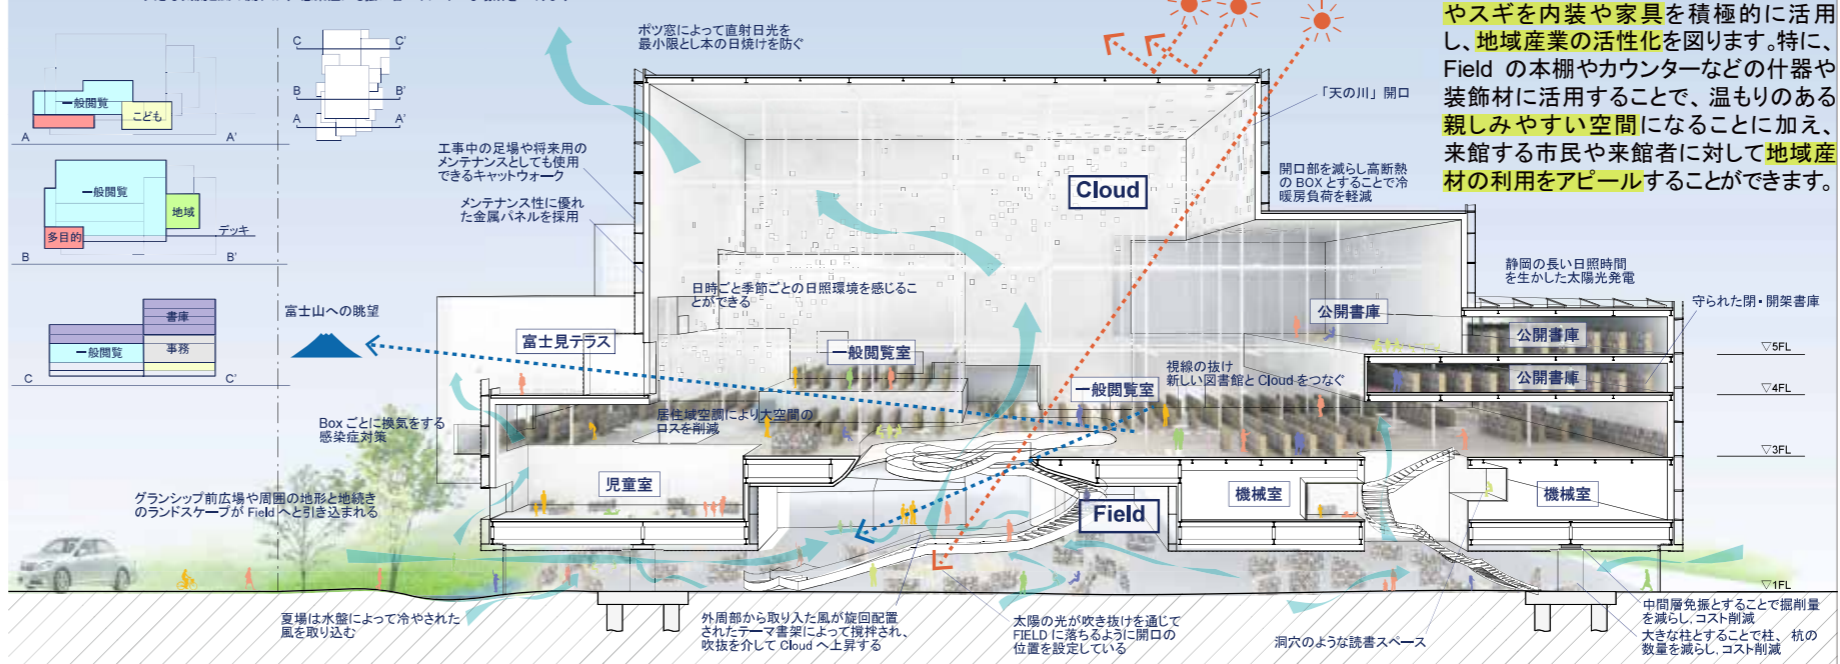 C
C'
B
B'
A
A'
一般閲覧
こども
A
A'
一般閲覧
地域
多目的
デッキ
B
B'
書庫
一般閲覧
事務
C
C'
ポツ窓によって直射日光を
最小限とし本の日焼けを防ぐ
「天の川」開口
やスギを内装や家具を積極的に活用
し、地域産業の活性化を図ります。特に、
Field の本棚やカウンターなどの什器や
装飾材に活用することで、温もりのある
親しみやすい空間になることに加え、
来館する市民や来館者に対して地域産
材の利用をアピールすることができます。
工事中の足場や将来用の
メンテナンスとしても使用
できるキャットウォーク
メンテナンス性に優れ
た金属パネルを採用
Cloud
開口部を減らし高断熱
の BOX とすることで冷
暖房負荷を軽減
静岡の長い日照時間
を生かした太陽光発電
守られた閉・開架書庫
日時ごと季節ごとの日照環境を感じるこ
とができる
富士山への眺望
富士見テラス
一般閲覧室
公開書庫
公開書庫
公開書庫
▽5FL
▽4FL
▽3FL
▽1FL
一般閲覧室
視線の抜け
新しい図書館と Cloud をつなぐ
Box ごとに換気をする
感染症対策
居住域空調により大空間の
ロスを削減
児童室
機械室
機械室
Field
グランシップ前広場や周囲の地形と地続き
のランドスケープが Field へと引き込まれる
夏場は水盤によって冷やされた
風を取り込む
外周部から取り入た風が旋回配置
されたテーマ書架によって撹拌され、
吹抜を介して Cloud へ上昇する
太陽の光が吹き抜けを通じて
FIELD に落ちるように開口の
位置を設定している
洞穴のような読書スペース
中間層免振とすることで掘削量
を減らし、コスト削減
大きな柱とすることで柱、杭の
数量を減らし、コスト削減